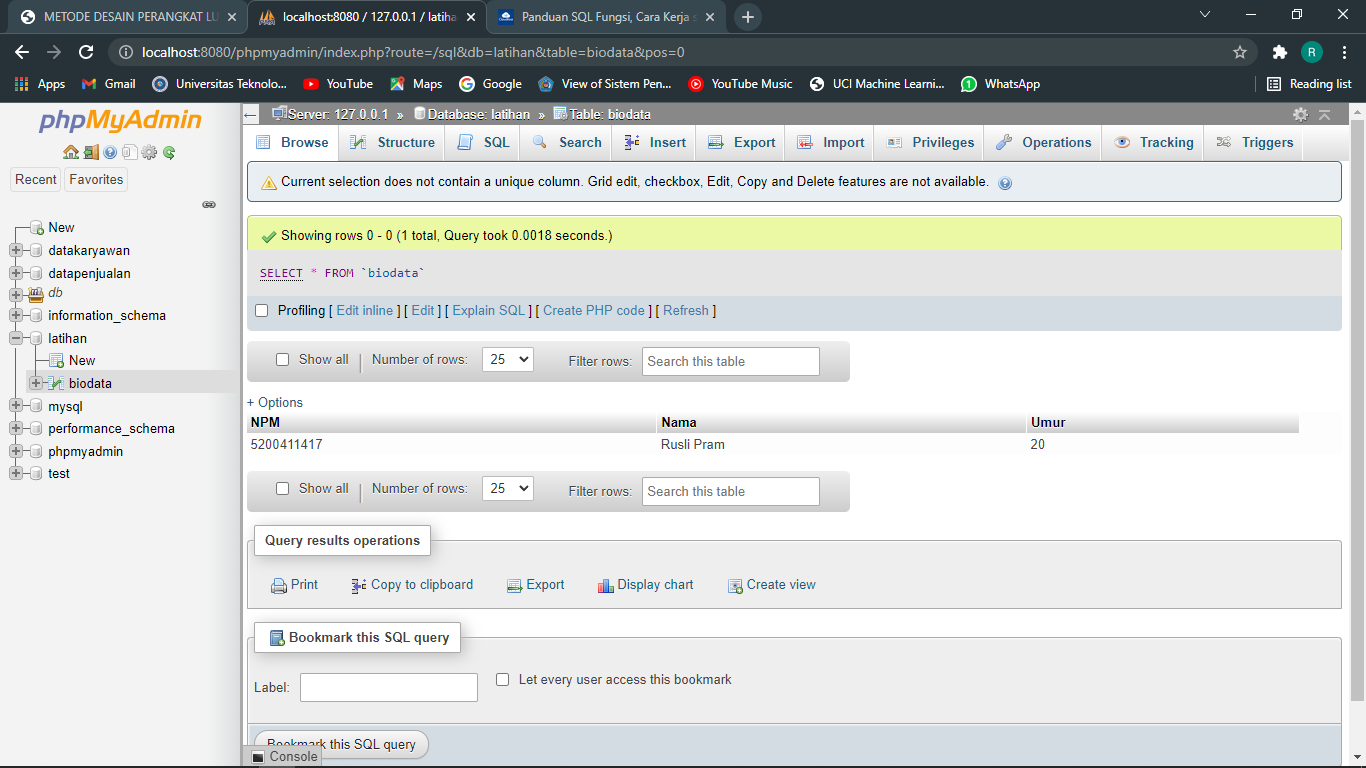 METODE DESAIN PERANGKAT LU
localhost:8080 / 127.0.0.1 / latiha
Panduan SQL Fungsi, Cara Kerja s
localhost:8080/phpmyadmin/index.php?route=/sql&db=latihan&table=biodata&pos=0
R
Apps Gmail Universitas Teknolo... YouTube Maps Google View of Sistem Pen... YouTube Music UCI Machine Learni... WhatsApp Reading list
phpMyAdmin
Recent Favorites
New
datakaryawan
datapenjualan
db
information_schema
latihan
New
biodata
mysql
performance_schema
phpmyadmin
test
Server: 127.0.0.1 » Database: latihan » Table: biodata
Browse Structure SQL Search Insert Export Import Privileges Operations Tracking Triggers
Current selection does not contain a unique column. Grid edit, checkbox, Edit, Copy and Delete features are not available.
Showing rows 0 - 0 (1 total, Query took 0.0018 seconds.)
SELECT * FROM `biodata`
Profiling [ Edit inline ] [ Edit ] [ Explain SQL ] [ Create PHP code ] [ Refresh ]
Show all | Number of rows: 25 Filter rows: Search this table
+ Options
NPM Nama Umur
5200411417 Rusli Pram 20
Show all | Number of rows: 25 Filter rows: Search this table
Query results operations
Print Copy to clipboard Export Display chart Create view
Bookmark this SQL query
Label: Let every user access this bookmark
Bookmark this SQL query
Console